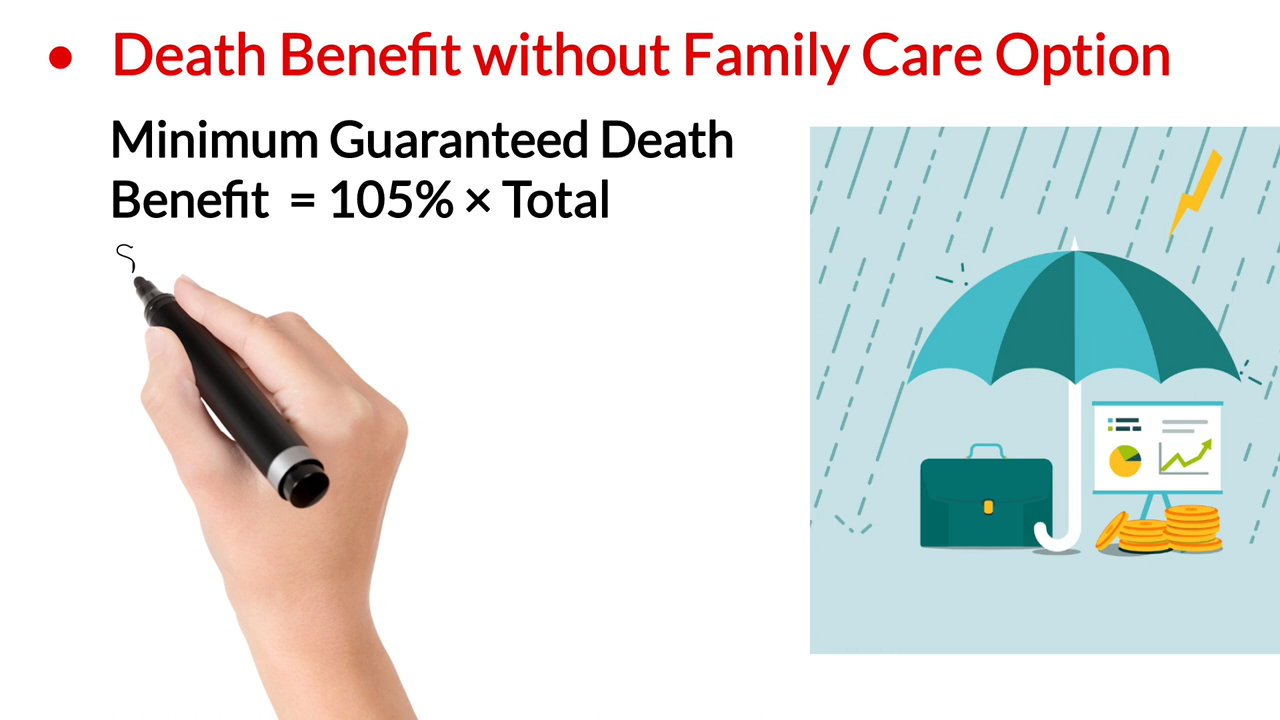 • Death Benefit without Family Care Option
Minimum Guaranteed Death
Benefit = 105% × Total